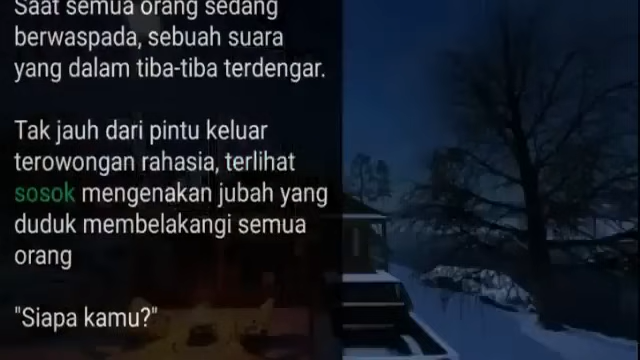 Saat semua orang sedang
berwaspada, sebuah suara
yang dalam tiba-tiba terdengar.
Tak jauh dari pintu keluar
terowongan rahasia, terlihat
sosok mengenakan jubah yang
duduk membelakangi semua
orang
"Siapa kamu?"